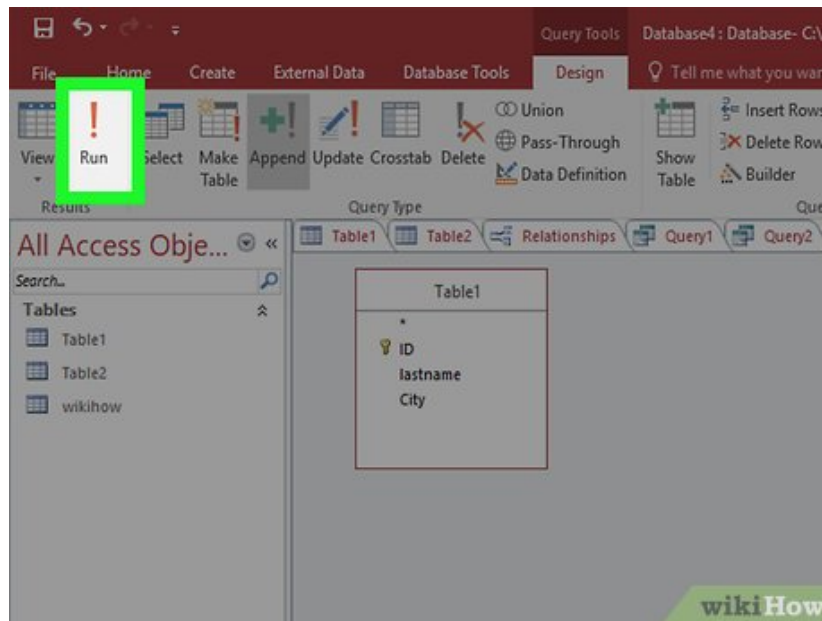 Query Tools Database4 : Database- C:\
File Home Create External Data Database Tools Design Tell me what you wan
View Run Select Make Table Append Update Crosstab Delete
Union
Pass-Through
Data Definition
Show Table
Insert Rows
Delete Row
Builder
Results Query Type Que
All Access Obje... «
Table1 Table2 Relationships Query1 Query2
Search...
Tables
Table1
Table2
wikihow
Table1
*
ID
lastname
City
wikiHow